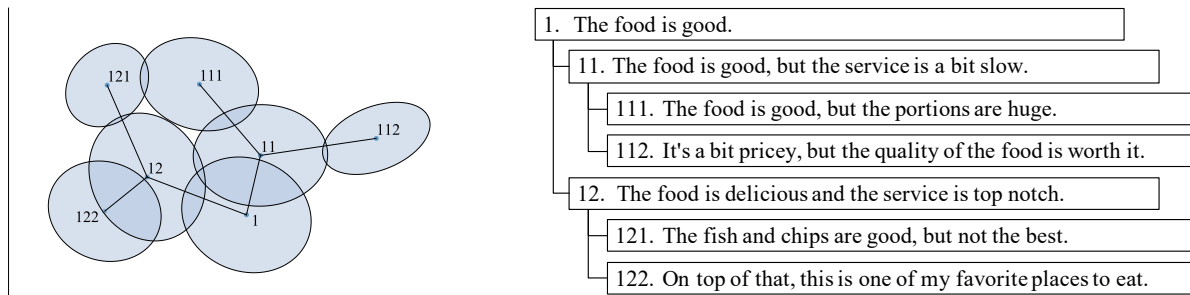 121
111
112
11
12
122
1
1. The food is good.
11. The food is good, but the service is a bit slow.
111. The food is good, but the portions are huge.
112. It's a bit pricey, but the quality of the food is worth it.
12. The food is delicious and the service is top notch.
121. The fish and chips are good, but not the best.
122. On top of that, this is one of my favorite places to eat.